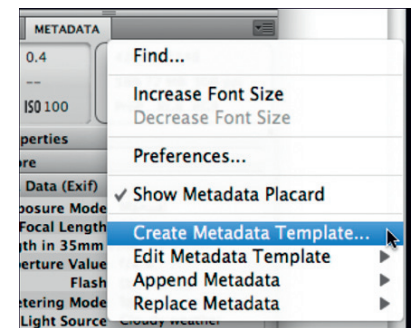 METADATA
0.4
--
ISO 100
Find...
Increase Font Size
Decrease Font Size
Preferences...
✓ Show Metadata Placard
Create Metadata Template...
Edit Metadata Template
Append Metadata
Replace Metadata
perties
re
Data (Exif)
posure Mode
Focal Length
gth in 35mm
erture Value
Flash
etering Mode
Light Source Cloudy weather